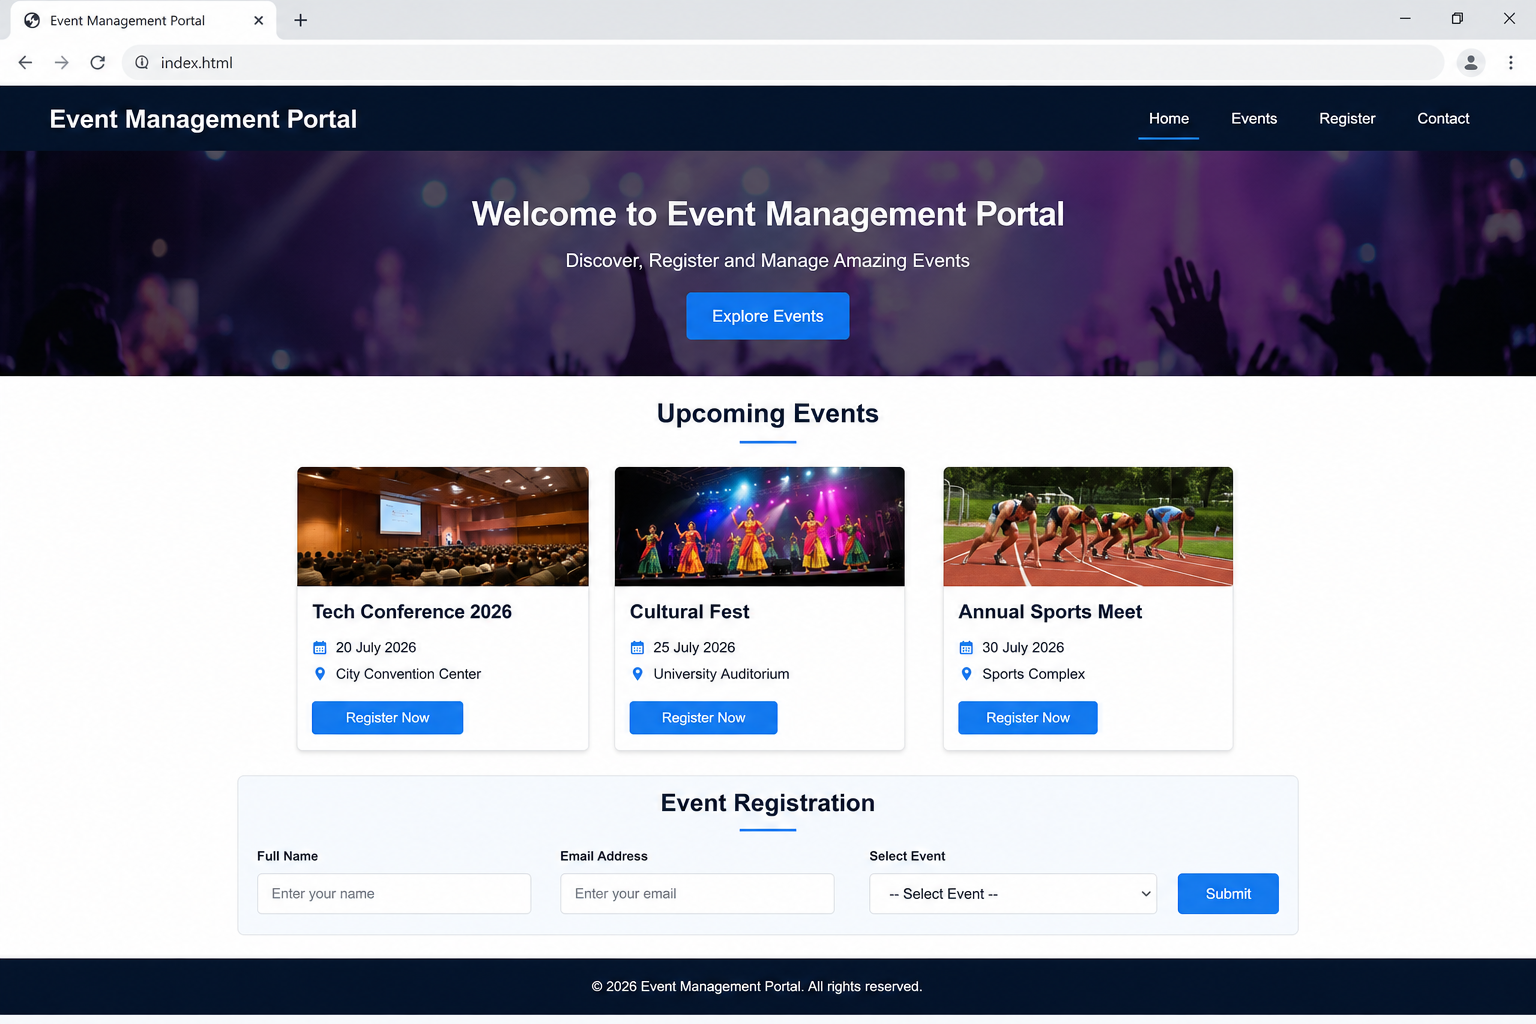 Event Management Portal
index.html
Event Management Portal
Home Events Register Contact
Welcome to Event Management Portal
Discover, Register and Manage Amazing Events
Explore Events
Upcoming Events
Tech Conference 2026
20 July 2026
City Convention Center
Register Now
Cultural Fest
25 July 2026
University Auditorium
Register Now
Annual Sports Meet
30 July 2026
Sports Complex
Register Now
Event Registration
Full Name
Enter your name
Email Address
Enter your email
Select Event
-- Select Event --
Submit
© 2026 Event Management Portal. All rights reserved.